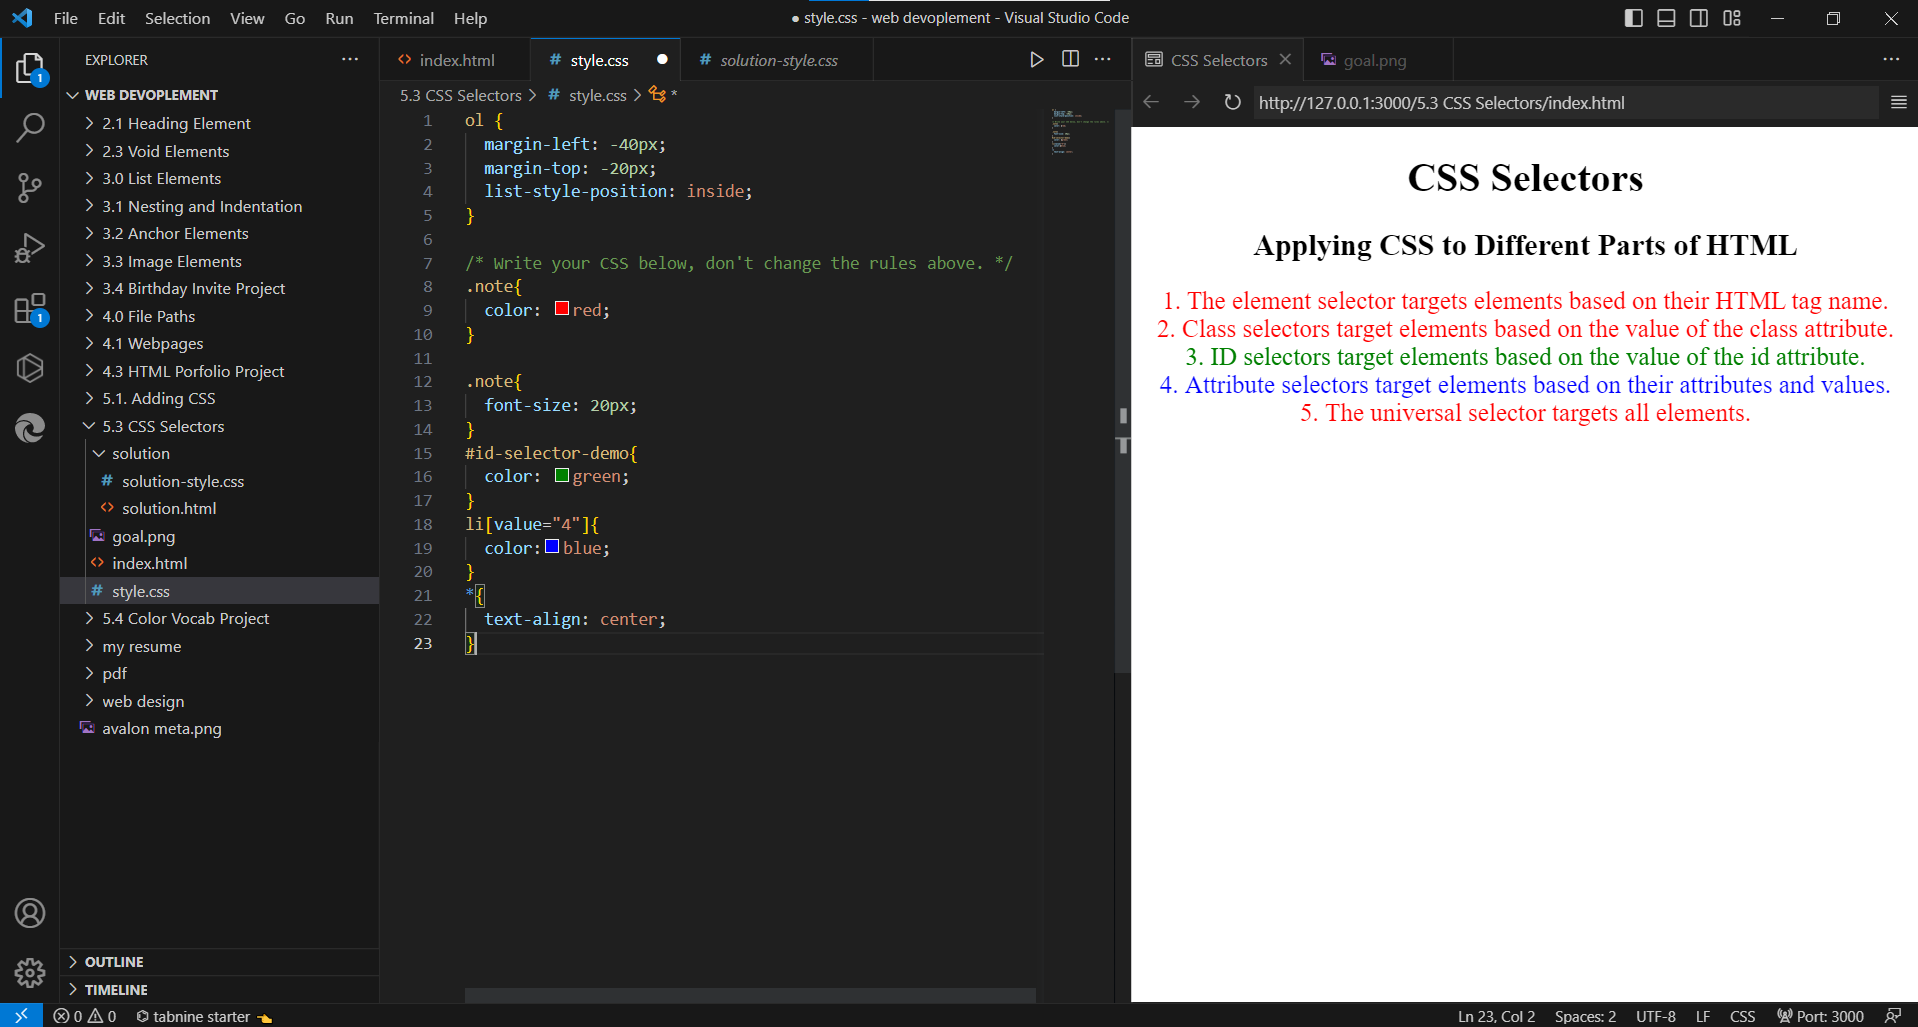 File Edit Selection View Go Run Terminal Help
● style.css - web devoplement - Visual Studio Code
EXPLORER
WEB DEVOPLEMENT
2.1 Heading Element
2.3 Void Elements
3.0 List Elements
3.1 Nesting and Indentation
3.2 Anchor Elements
3.3 Image Elements
3.4 Birthday Invite Project
4.0 File Paths
4.1 Webpages
4.3 HTML Porfolio Project
5.1. Adding CSS
5.3 CSS Selectors
solution
# solution-style.css
<> solution.html
goal.png
<> index.html
# style.css
5.4 Color Vocab Project
my resume
pdf
web design
avalon meta.png
OUTLINE
TIMELINE
1
1
<> index.html
# style.css
# solution-style.css
5.3 CSS Selectors > # style.css > *
1 ol {
2 margin-left: -40px;
3 margin-top: -20px;
4 list-style-position: inside;
5 }
6
7 /* Write your CSS below, don't change the rules above. */
8 .note{
9 color: red;
10 }
11
12 .note{
13 font-size: 20px;
14 }
15 #id-selector-demo{
16 color: green;
17 }
18 li[value="4"]{
19 color: blue;
20 }
21 *{
22 text-align: center;
23 }
CSS Selectors
goal.png
http://127.0.0.1:3000/5.3 CSS Selectors/index.html
CSS Selectors
Applying CSS to Different Parts of HTML
1. The element selector targets elements based on their HTML tag name.
2. Class selectors target elements based on the value of the class attribute.
3. ID selectors target elements based on the value of the id attribute.
4. Attribute selectors target elements based on their attributes and values.
5. The universal selector targets all elements.
0 0 tabnine starter
Ln 23, Col 2 Spaces: 2 UTF-8 LF CSS Port: 3000